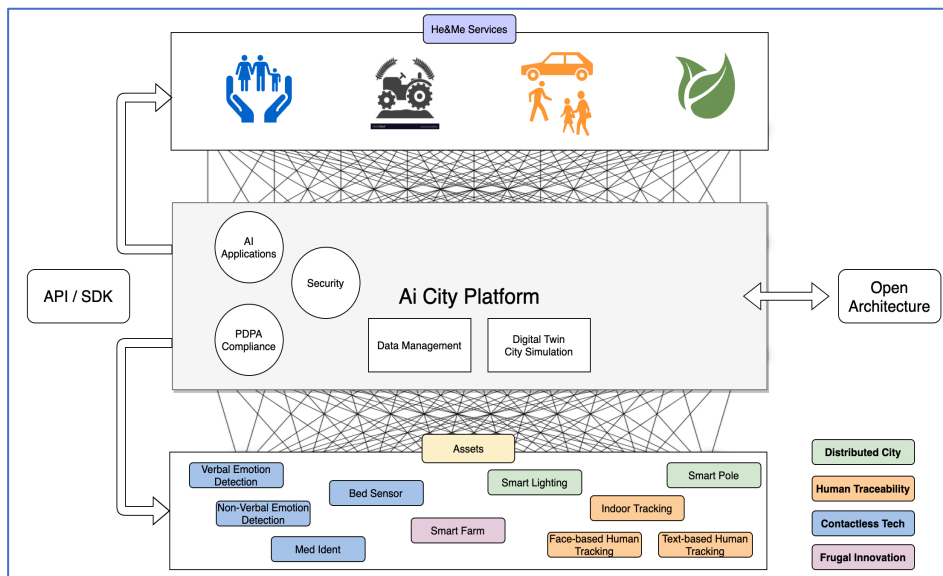 He&Me Services
AI
Applications
Security
API / SDK
Ai City Platform
Open
Architecture
PDPA
Compliance
Data Management
Digital Twin
City Simulation
Assets
Verbal Emotion
Detection
Bed Sensor
Smart Lighting
Smart Pole
Non-Verbal Emotion
Detection
Indoor Tracking
Smart Farm
Med Ident
Face-based Human
Tracking
Text-based Human
Tracking
Distributed City
Human Traceability
Contactless Tech
Frugal Innovation